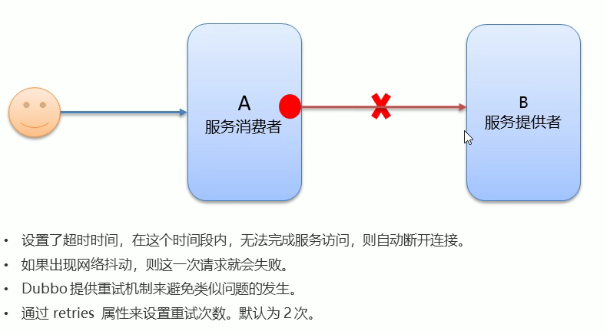 A
服务消费者
B
服务提供者
• 设置了超时时间，在这个时间段内，无法完成服务访问，则自动断开连接。
• 如果出现网络抖动，则这一次请求就会失败。
• Dubbo 提供重试机制来避免类似问题的发生。
• 通过 retries 属性来设置重试次数。默认为 2 次。